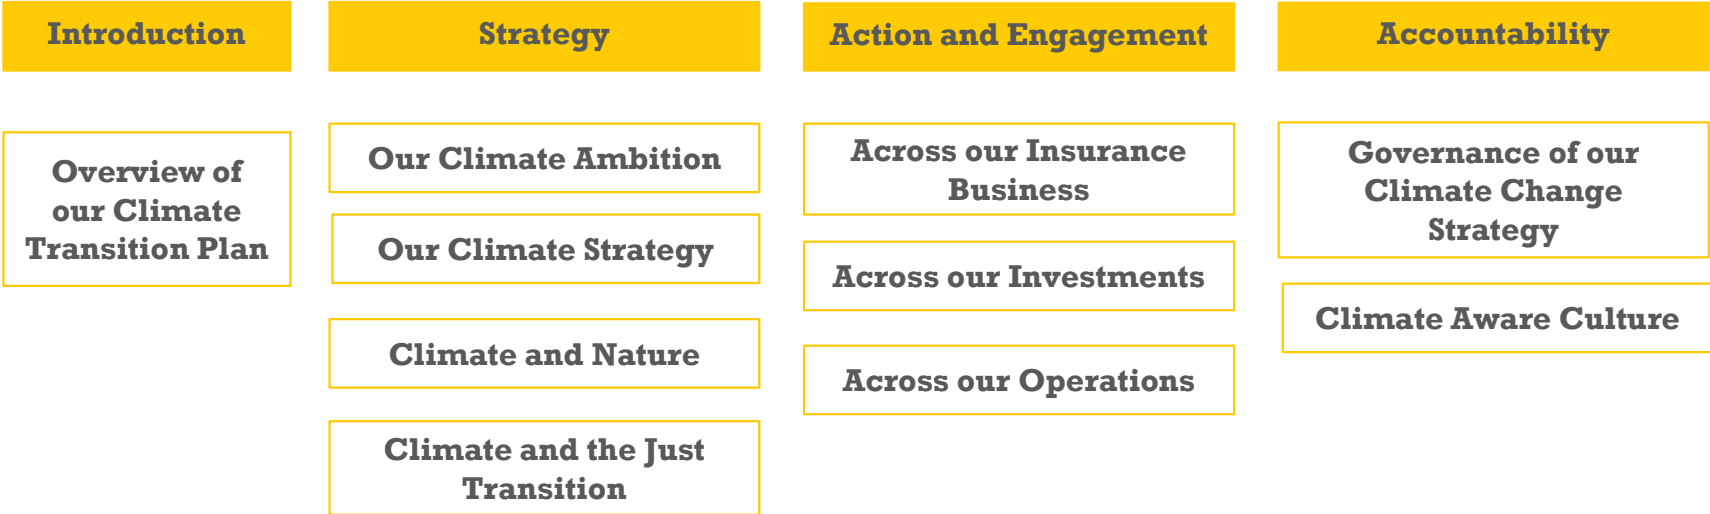 Introduction
Overview of
our Climate
Transition Plan
Strategy
Our Climate Ambition
Our Climate Strategy
Climate and Nature
Climate and the Just
Transition
Action and Engagement
Across our Insurance
Business
Across our Investments
Across our Operations
Accountability
Governance of our
Climate Change
Strategy
Climate Aware Culture